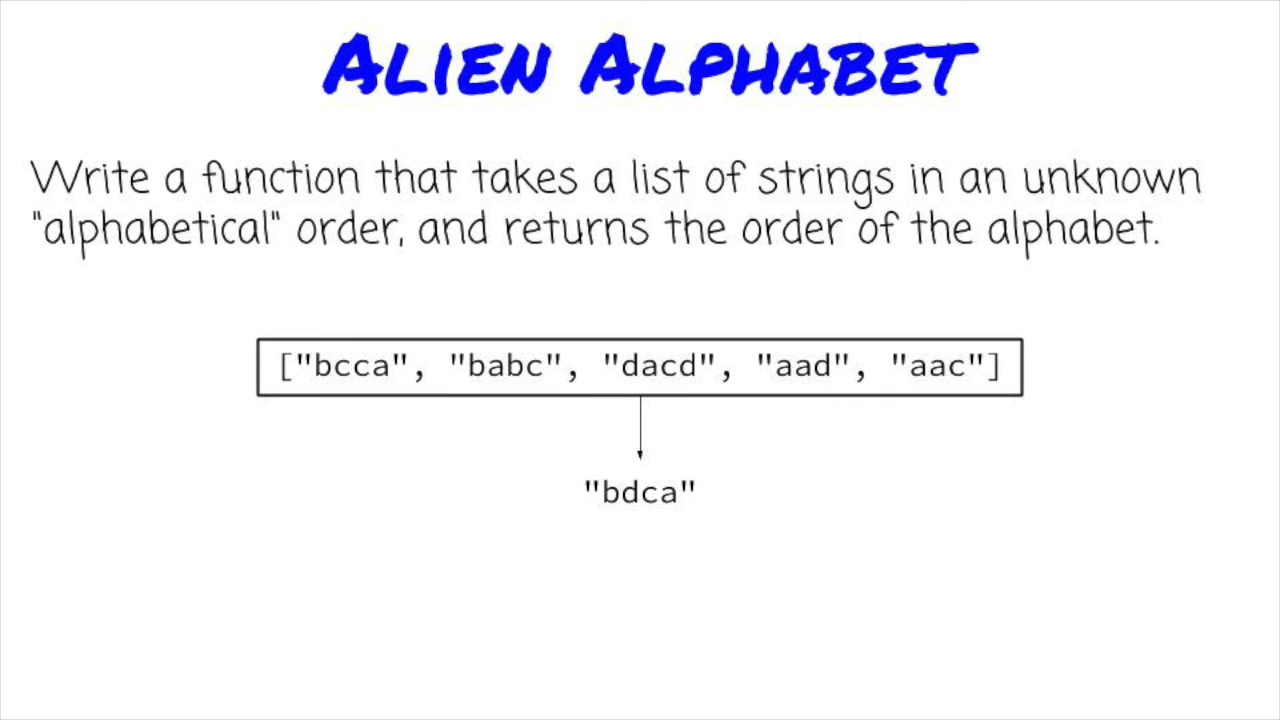 ALIEN ALPHABET
Write a function that takes a list of strings in an unknown
"alphabetical" order, and returns the order of the alphabet.
["bcca", "babc", "dacd", "aad", "aac"]
"bdca"